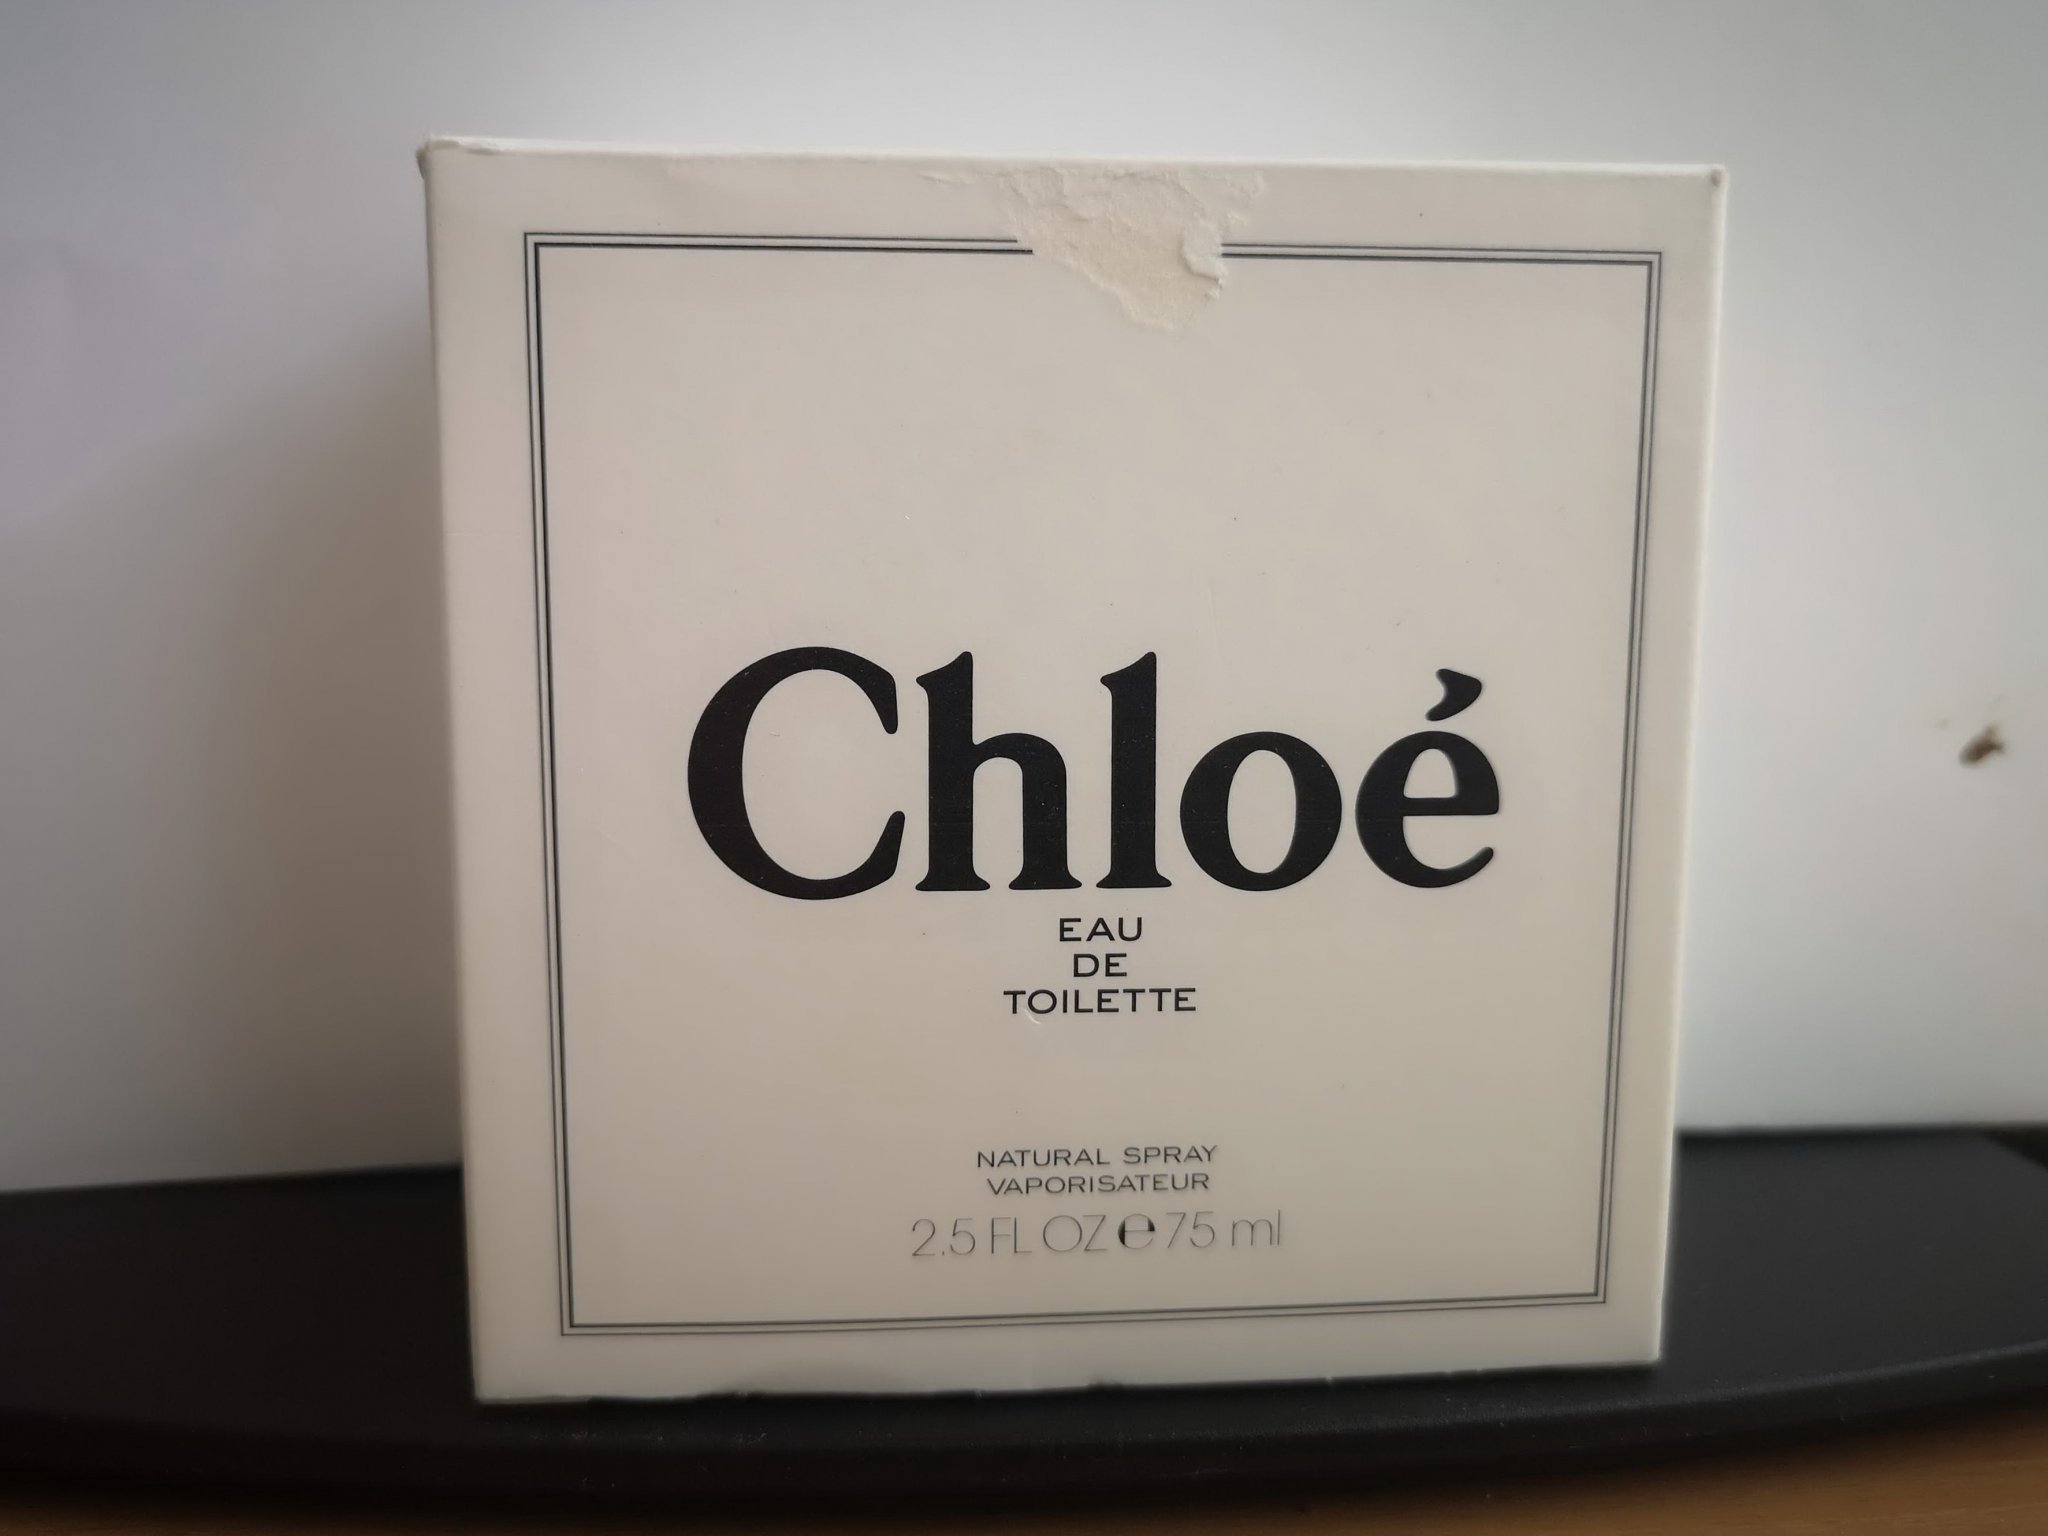 Chloé
EAU
DE
TOILETTE
NATURAL SPRAY
VAPORISATEUR
2.5 FL OZ ℮ 75 ml